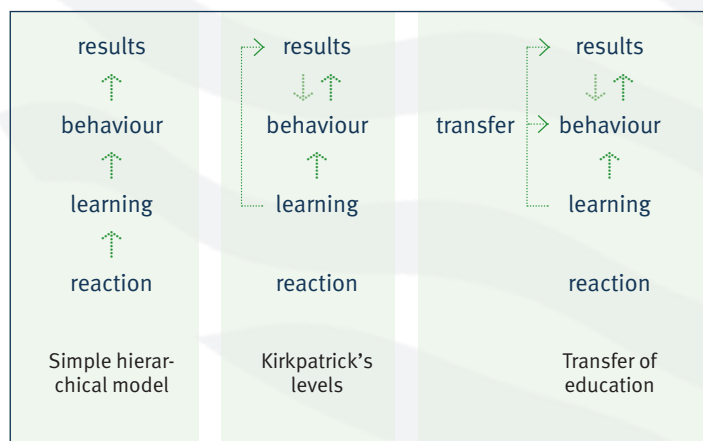 results
behaviour
learning
reaction
Simple hierar-
chical model
results
behaviour
learning
reaction
Kirkpatrick's
levels
results
transfer behaviour
learning
reaction
Transfer of
education